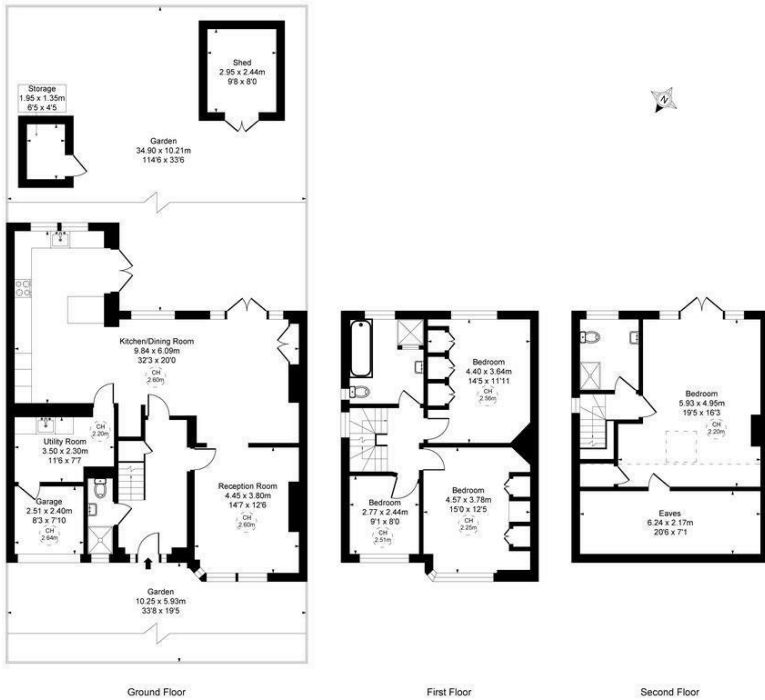 Shed
2.95 x 2.44m
9'8 x 8'0
Storage
1.95 x 1.35m
6'5 x 4'5
N
Garden
34.90 x 10.21m
114'6 x 33'6
Kitchen/Dining Room
9.84 x 6.09m
32'3 x 20'0
CH
2.60m
CH
2.20m
Utility Room
3.50 x 2.30m
11'6 x 7'7
Garage
2.51 x 2.40m
8'3 x 7'10
CH
2.64m
Reception Room
4.45 x 3.80m
14'7 x 12'6
CH
2.60m
Garden
10.25 x 5.93m
33'8 x 19'5
Ground Floor
Bedroom
4.40 x 3.64m
14'5 x 11'11
CH
2.56m
Bedroom
2.77 x 2.44m
9'1 x 8'0
CH
2.51m
Bedroom
4.57 x 3.78m
15'0 x 12'5
CH
2.25m
First Floor
Bedroom
5.93 x 4.95m
19'5 x 16'3
CH
2.20m
Eaves
6.24 x 2.17m
20'6 x 7'1
Second Floor